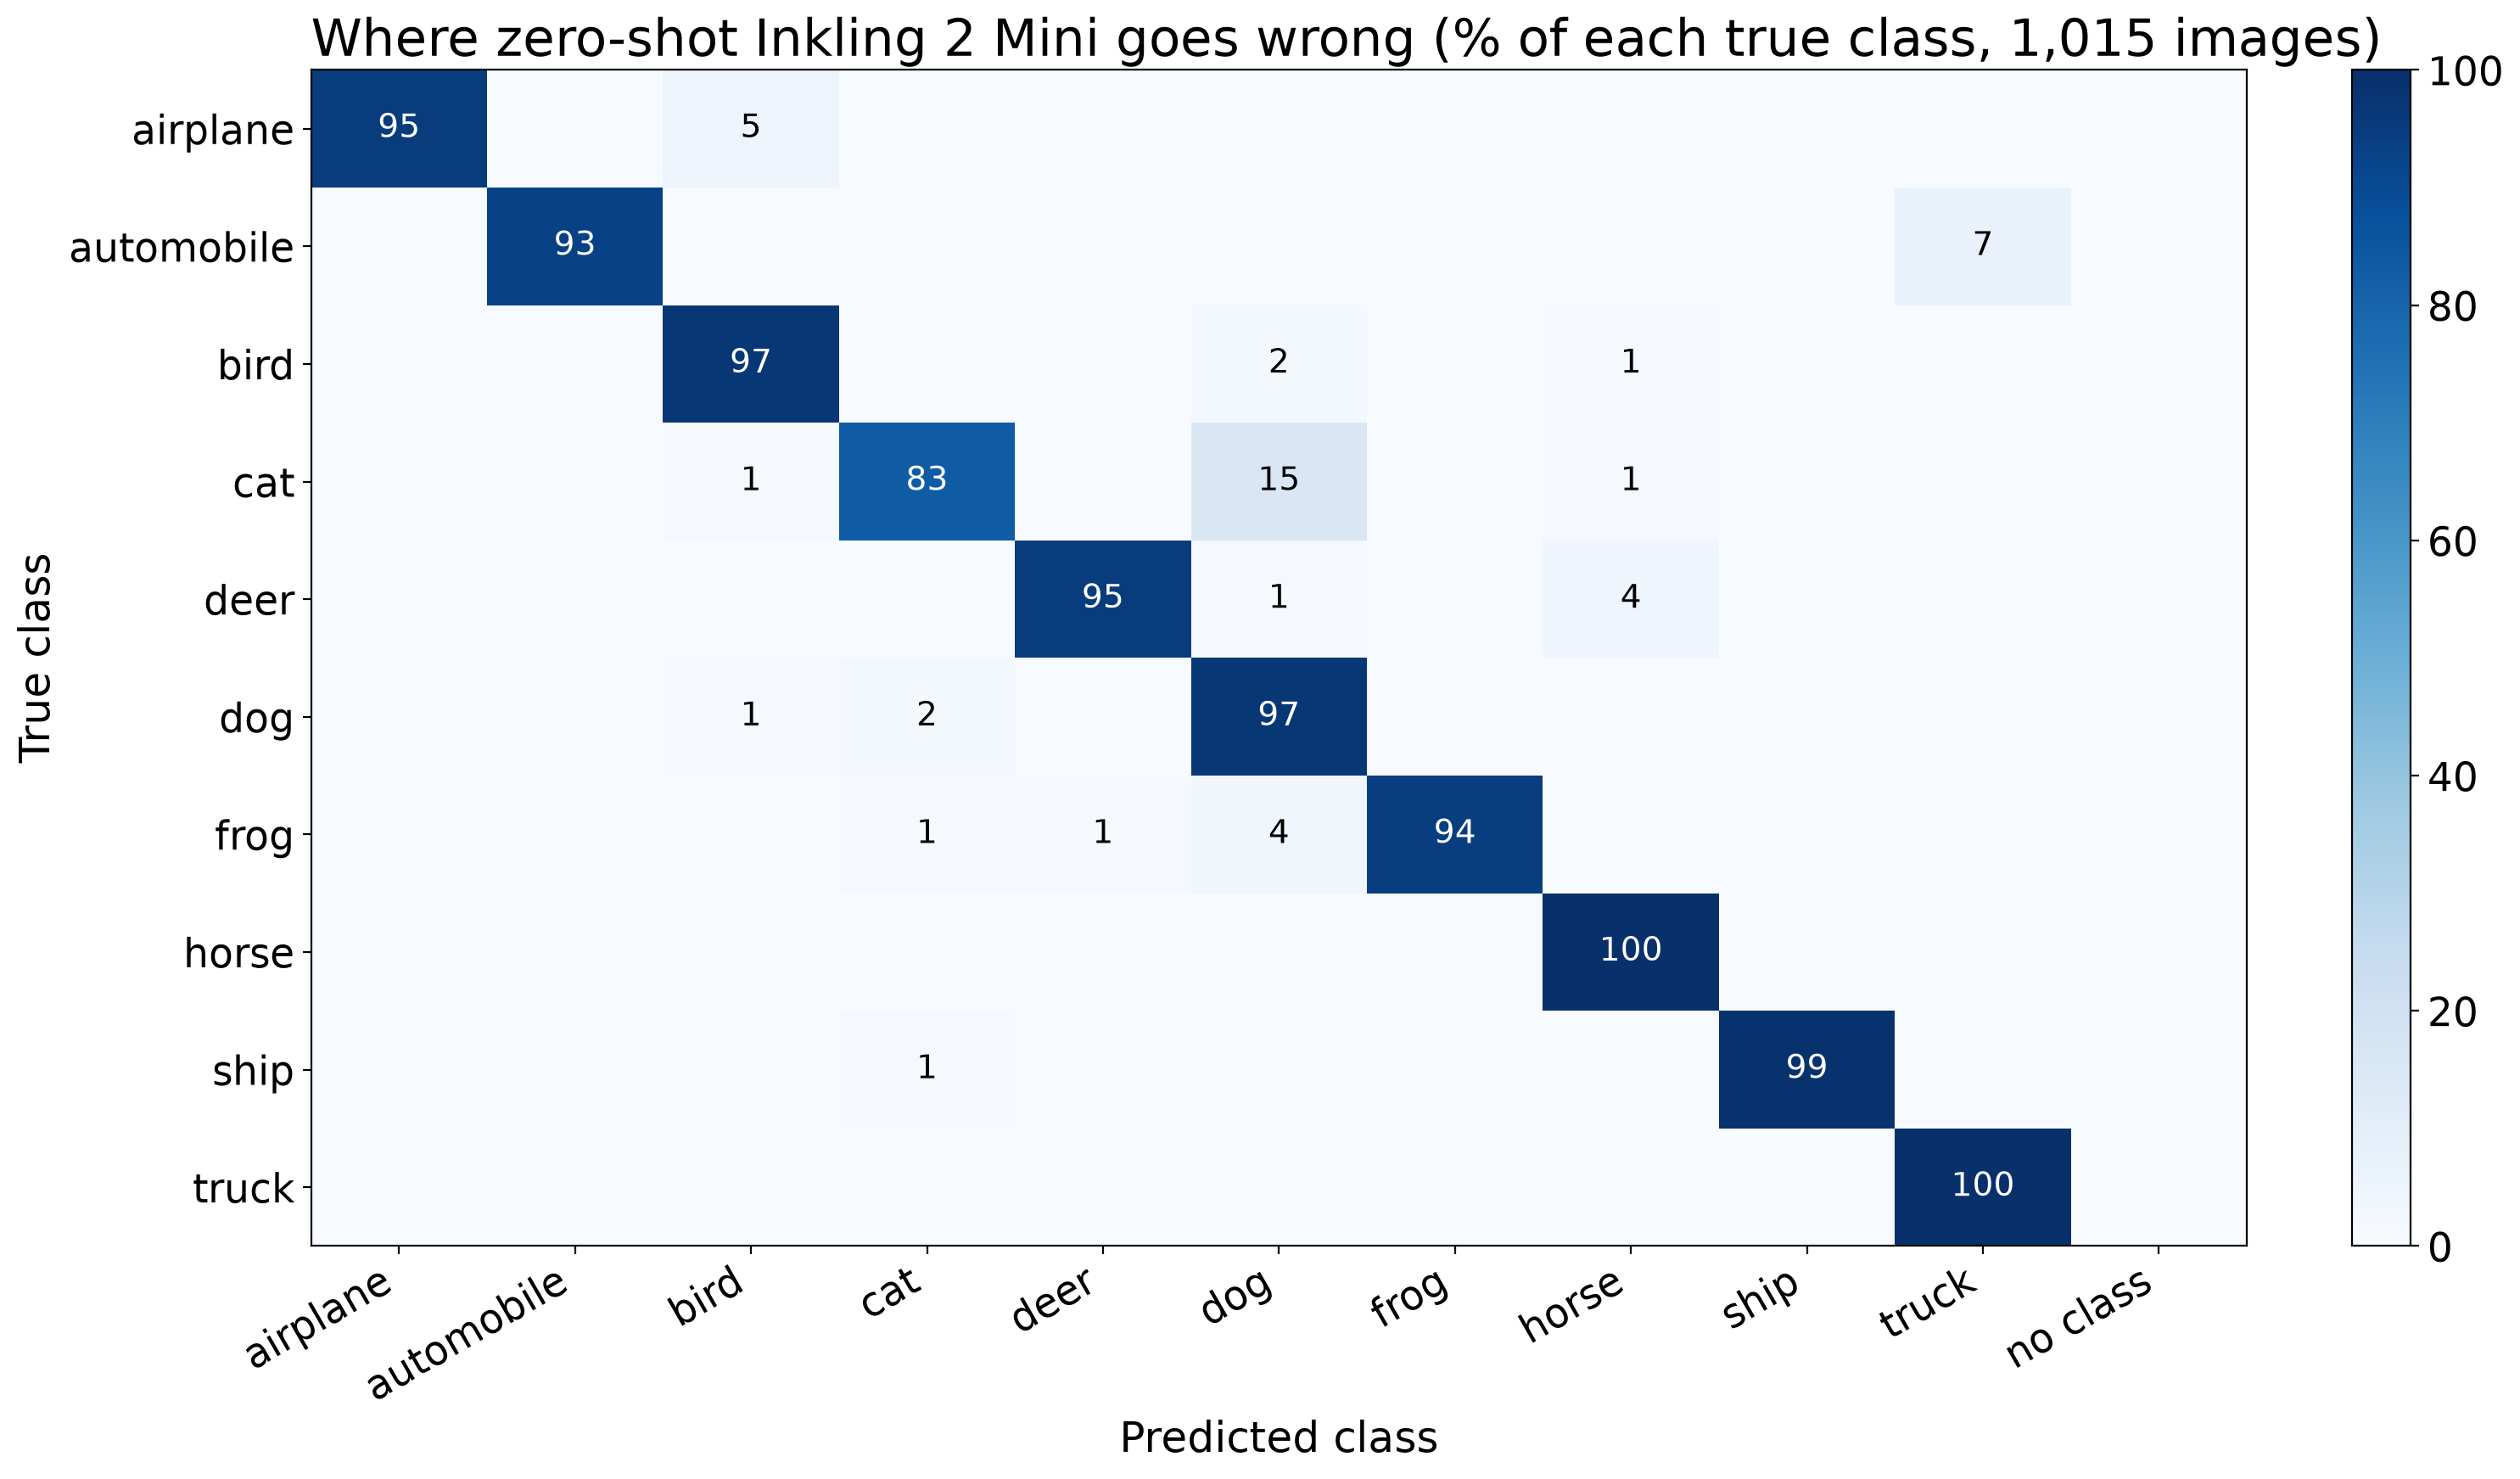 Where zero-shot Inkling 2 Mini goes wrong (% of each true class, 1,015 images)
airplane 95 5
automobile 93 7
bird 97 2 1
cat 1 83 15 1
deer 95 1 4
dog 1 2 97
frog 1 1 4 94
horse 100
ship 1 99
truck 100
True class
airplane automobile bird cat deer dog frog horse ship truck no class
Predicted class
100
80
60
40
20
0